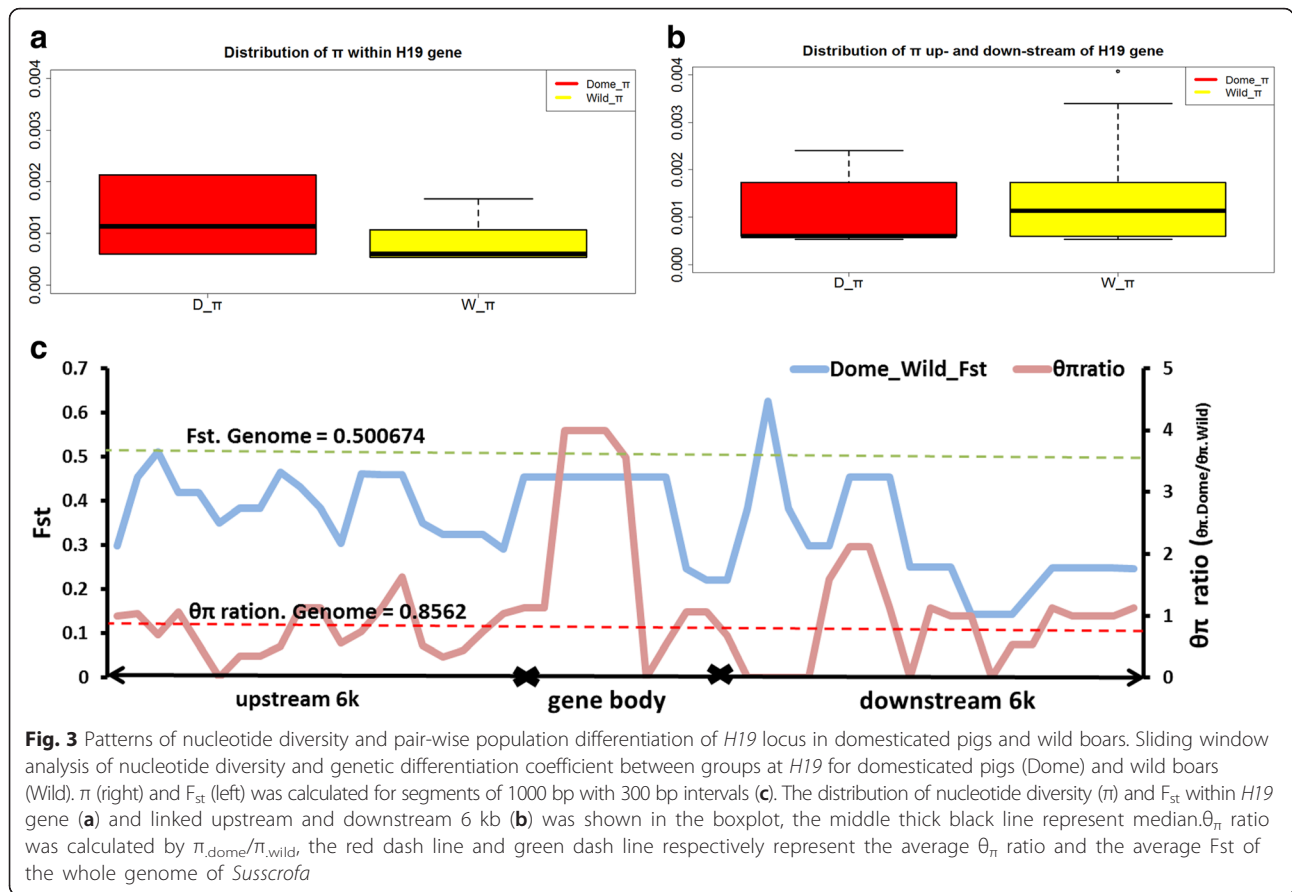 a
Distribution of π within H19 gene
0.004
0.003
0.002
0.001
0.000
Dome_π
Wild_π
D_π
W_π
b
Distribution of π up- and down-stream of H19 gene
0.004
0.003
0.002
0.001
0.000
Dome_π
Wild_π
D_π
W_π
c
Fst
0.7
0.6
0.5
0.4
0.3
0.2
0.1
0
Dome_Wild_Fst
θπratio
Fst. Genome = 0.500674
θπ ration. Genome = 0.8562
5
4
3
2
1
0
θπ ratio (θπ.Dome/θπ.Wild)
upstream 6k
gene body
downstream 6k
Fig. 3 Patterns of nucleotide diversity and pair-wise population differentiation of H19 locus in domesticated pigs and wild boars. Sliding window
analysis of nucleotide diversity and genetic differentiation coefficient between groups at H19 for domesticated pigs (Dome) and wild boars
(Wild). π (right) and Fst (left) was calculated for segments of 1000 bp with 300 bp intervals (c). The distribution of nucleotide diversity (π) and Fst within H19
gene (a) and linked upstream and downstream 6 kb (b) was shown in the boxplot, the middle thick black line represent median.θπ ratio
was calculated by π.dome/π.wild, the red dash line and green dash line respectively represent the average θπ ratio and the average Fst of
the whole genome of Susscrofa